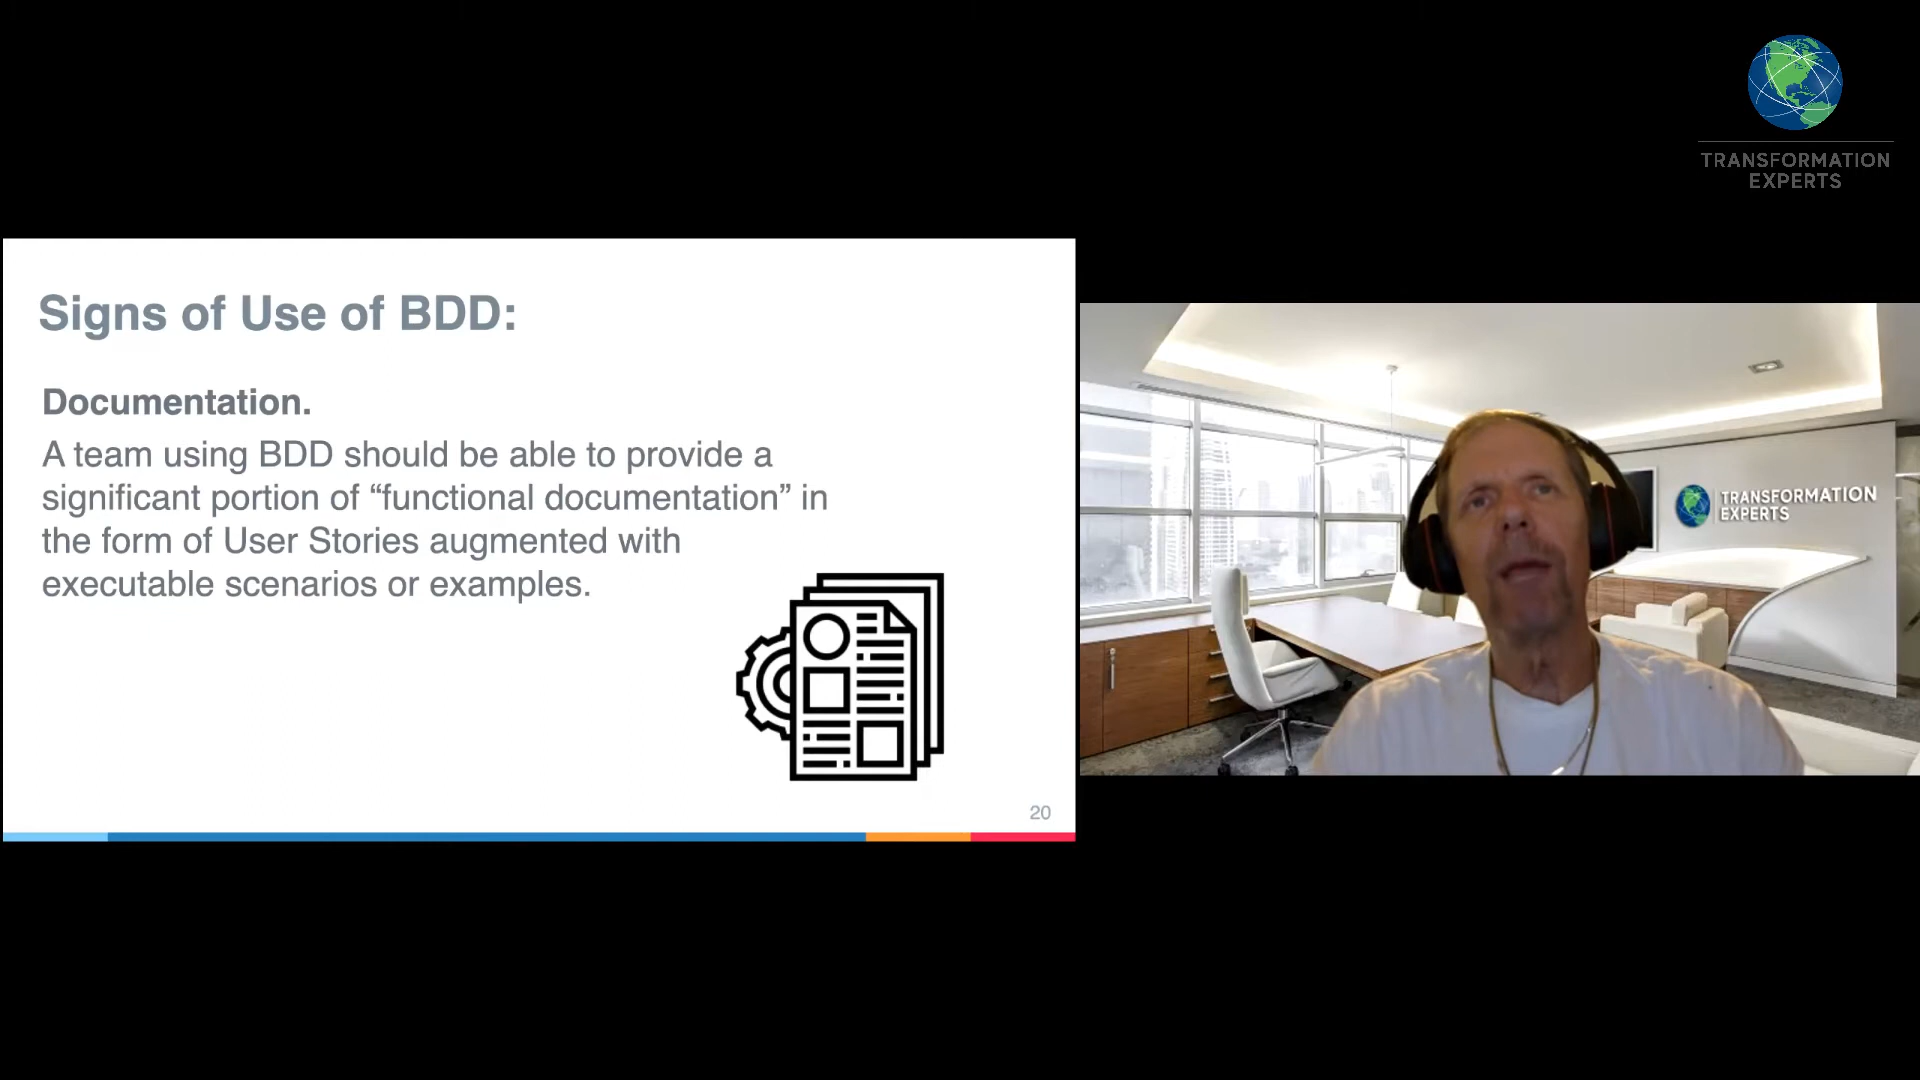 TRANSFORMATION
EXPERTS
Signs of Use of BDD:
Documentation.
A team using BDD should be able to provide a
significant portion of “functional documentation” in
the form of User Stories augmented with
executable scenarios or examples.
20
TRANSFORMATION
EXPERTS